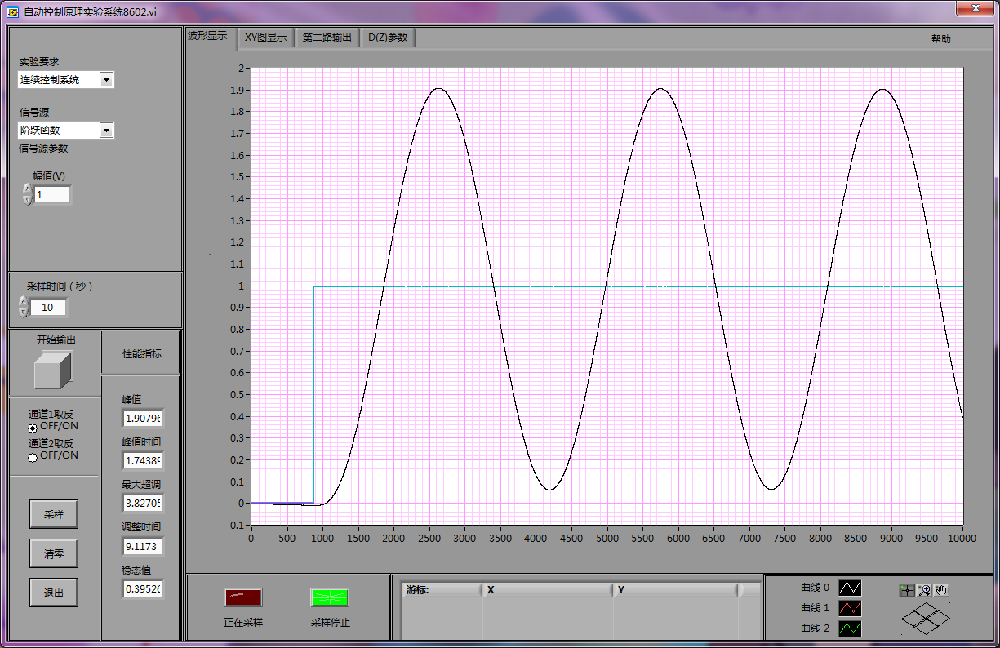 自动控制原理实验系统8602.vi
波形显示 XY图显示 第二路输出 D(Z)参数 帮助
实验要求
连续控制系统
信号源
阶跃函数
信号源参数
幅值(V)
1
采样时间（秒）
10
开始输出
通道1取反
OFF/ON
通道2取反
OFF/ON
采样
清零
退出
性能指标
峰值
1.90796
峰值时间
1.74389
最大超调
3.82705
调整时间
9.1173
稳态值
0.39526
2
1.9
1.8
1.7
1.6
1.5
1.4
1.3
1.2
1.1
1
0.9
0.8
0.7
0.6
0.5
0.4
0.3
0.2
0.1
0
-0.1
0 500 1000 1500 2000 2500 3000 3500 4000 4500 5000 5500 6000 6500 7000 7500 8000 8500 9000 9500 10000
正在采样 采样停止
游标: X Y
曲线 0
曲线 1
曲线 2